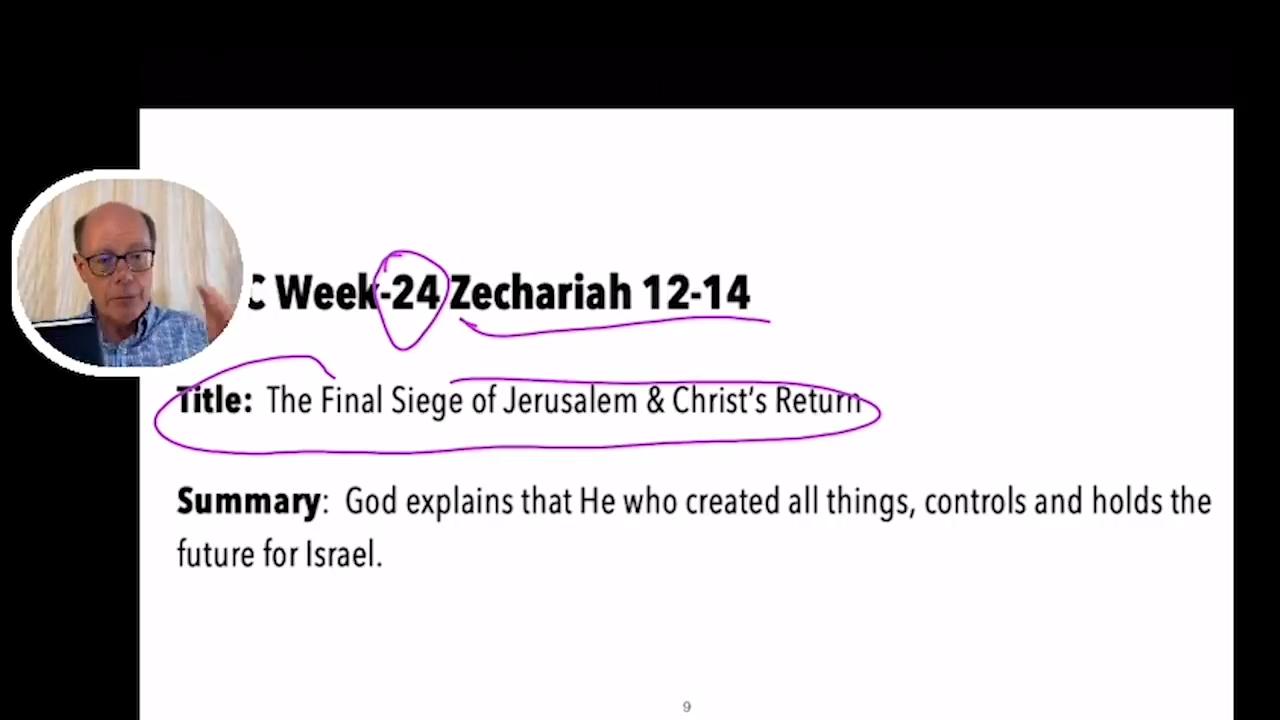 C Week-24 Zechariah 12-14
Title: The Final Siege of Jerusalem & Christ's Return
Summary: God explains that He who created all things, controls and holds the
future for Israel.
9